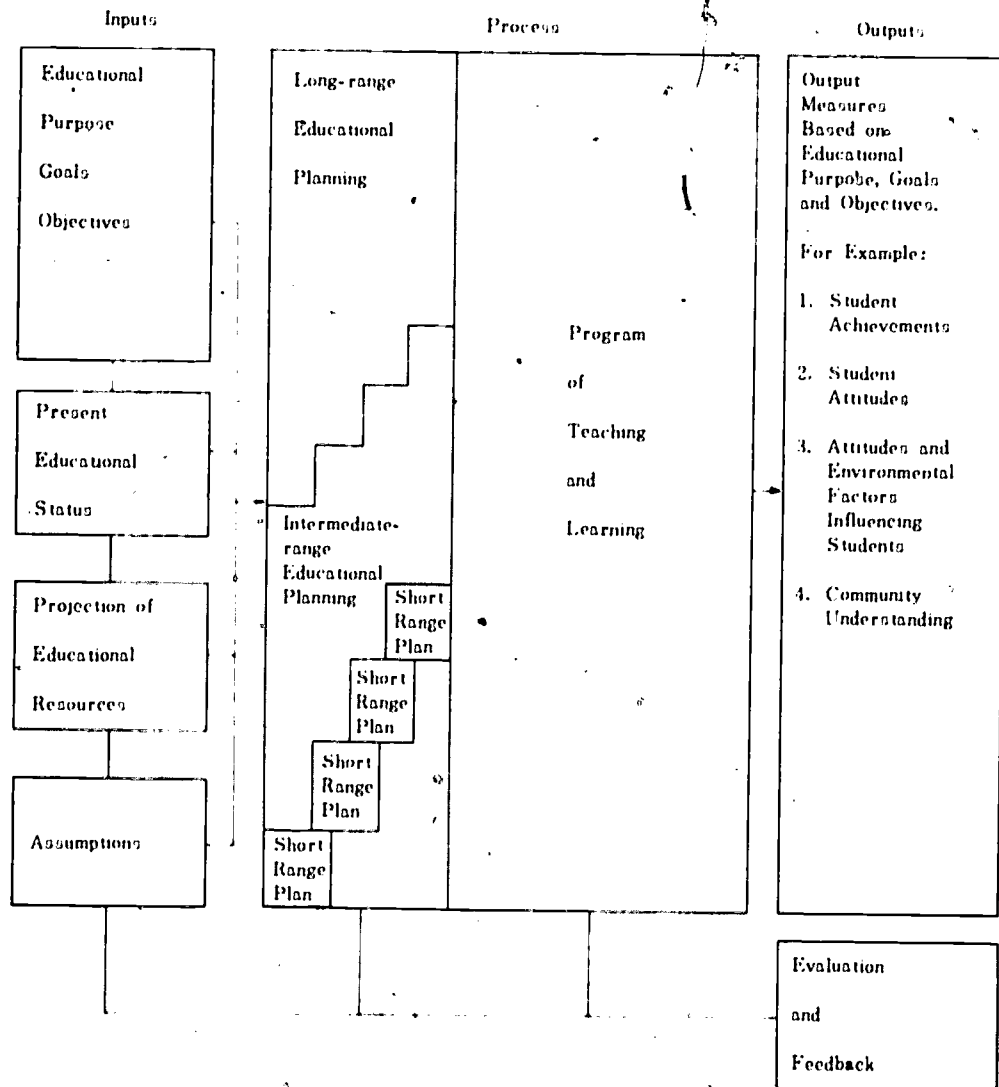 Inputs
Process
Outputs
Educational
Purpose
Goals
Objectives
Present
Educational
Status
Projection of
Educational
Resources
Assumptions
Long-range
Educational
Planning
Intermediate-
range
Educational
Planning
Short
Range
Plan
Short
Range
Plan
Short
Range
Plan
Short
Range
Plan
Program
of
Teaching
and
Learning
Output
Measures
Based on
Educational
Purpose, Goals
and Objectives.
For Example:
1. Student
Achievements
2. Student
Attitudes
3. Attitudes and
Environmental
Factors
Influencing
Students
4. Community
Understanding
Evaluation
and
Feedback